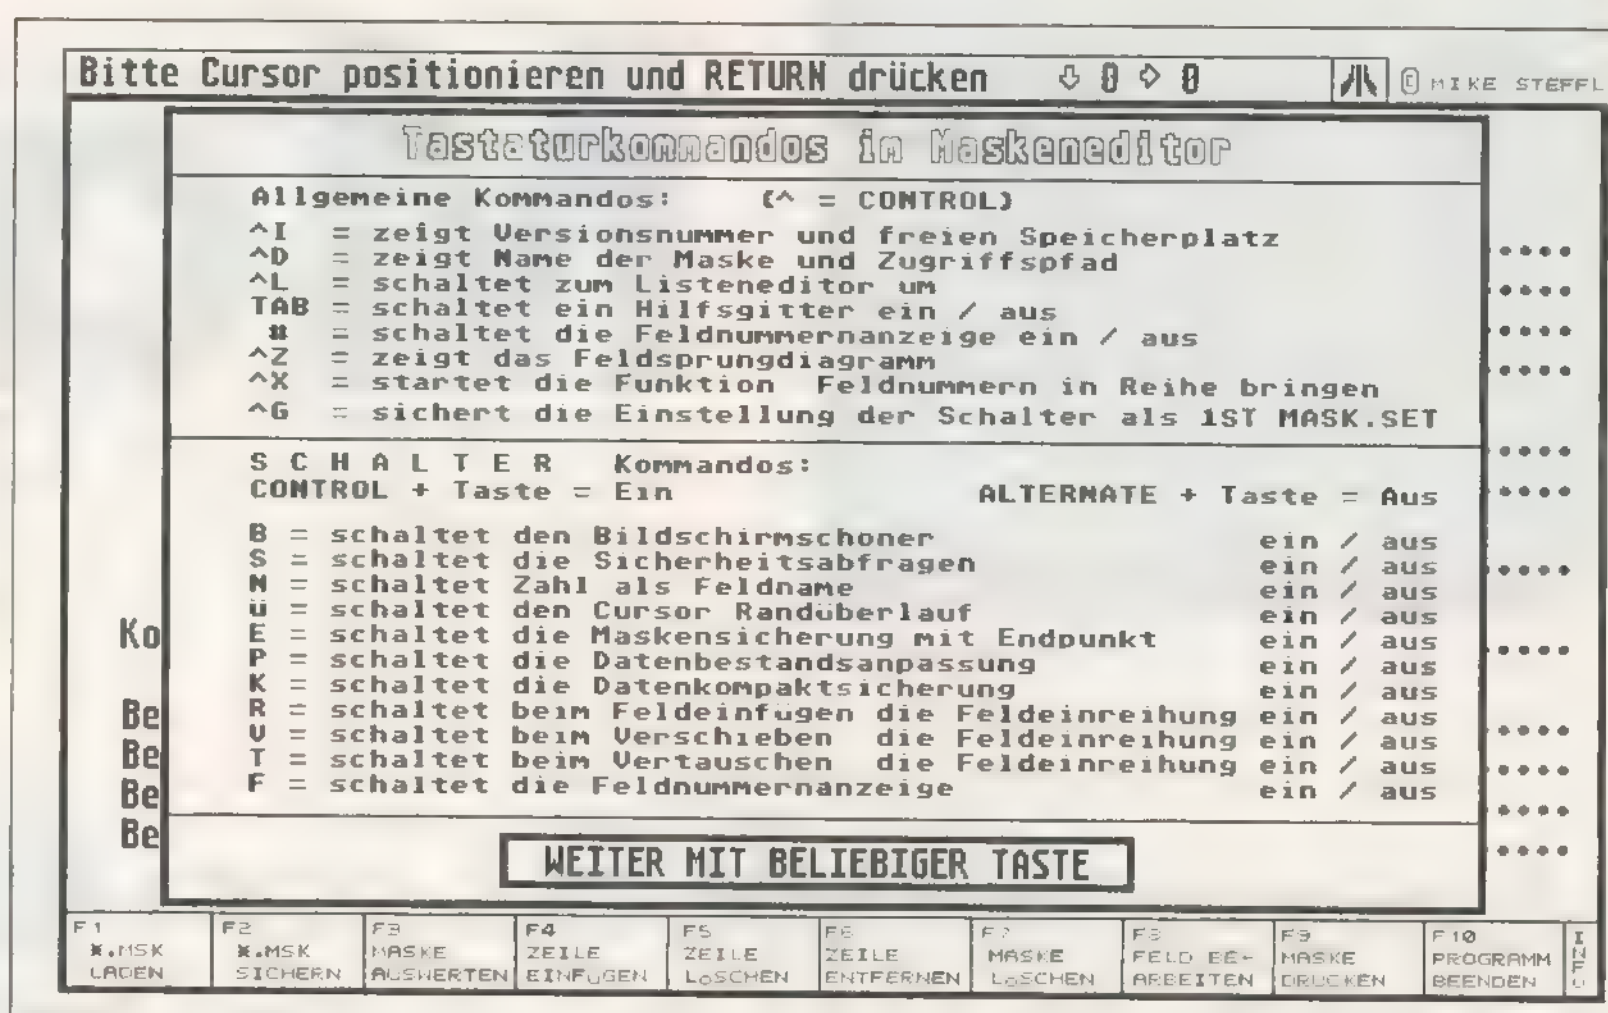 Bitte Cursor positionieren und RETURN drücken ⇩ 0 ⇨ 0 © MIKE STEFFL
Tastaturkommandos im Maskeneditor
Allgemeine Kommandos: (^ = CONTROL)
^I = zeigt Versionsnummer und freien Speicherplatz
^D = zeigt Name der Maske und Zugriffspfad
^L = schaltet zum Listeneditor um
TAB = schaltet ein Hilfsgitter ein / aus
# = schaltet die Feldnummernanzeige ein / aus
^Z = zeigt das Feldsprungdiagramm
^X = startet die Funktion Feldnummern in Reihe bringen
^G = sichert die Einstellung der Schalter als 1ST MASK.SET
S C H A L T E R Kommandos:
CONTROL + Taste = Ein ALTERNATE + Taste = Aus
B = schaltet den Bildschirmschoner ein / aus
S = schaltet die Sicherheitsabfragen ein / aus
N = schaltet Zahl als Feldname ein / aus
ü = schaltet den Cursor Randüberlauf ein / aus
E = schaltet die Maskensicherung mit Endpunkt ein / aus
P = schaltet die Datenbestandsanpassung ein / aus
K = schaltet die Datenkompaktsicherung ein / aus
R = schaltet beim Feldeinfügen die Feldeinreihung ein / aus
V = schaltet beim Verschieben die Feldeinreihung ein / aus
T = schaltet beim Vertauschen die Feldeinreihung ein / aus
F = schaltet die Feldnummernanzeige ein / aus
Ko
Be
Be
Be
Be
WEITER MIT BELIEBIGER TASTE
F1 *.MSK LADEN
F2 *.MSK SICHERN
F3 MASKE AUSWERTEN
F4 ZEILE EINFÜGEN
F5 ZEILE LöSCHEN
F6 ZEILE ENTFERNEN
F7 MASKE LöSCHEN
F8 FELD BE- ARBEITEN
F9 MASKE DRUCKEN
F10 PROGRAMM BEENDEN
INFO